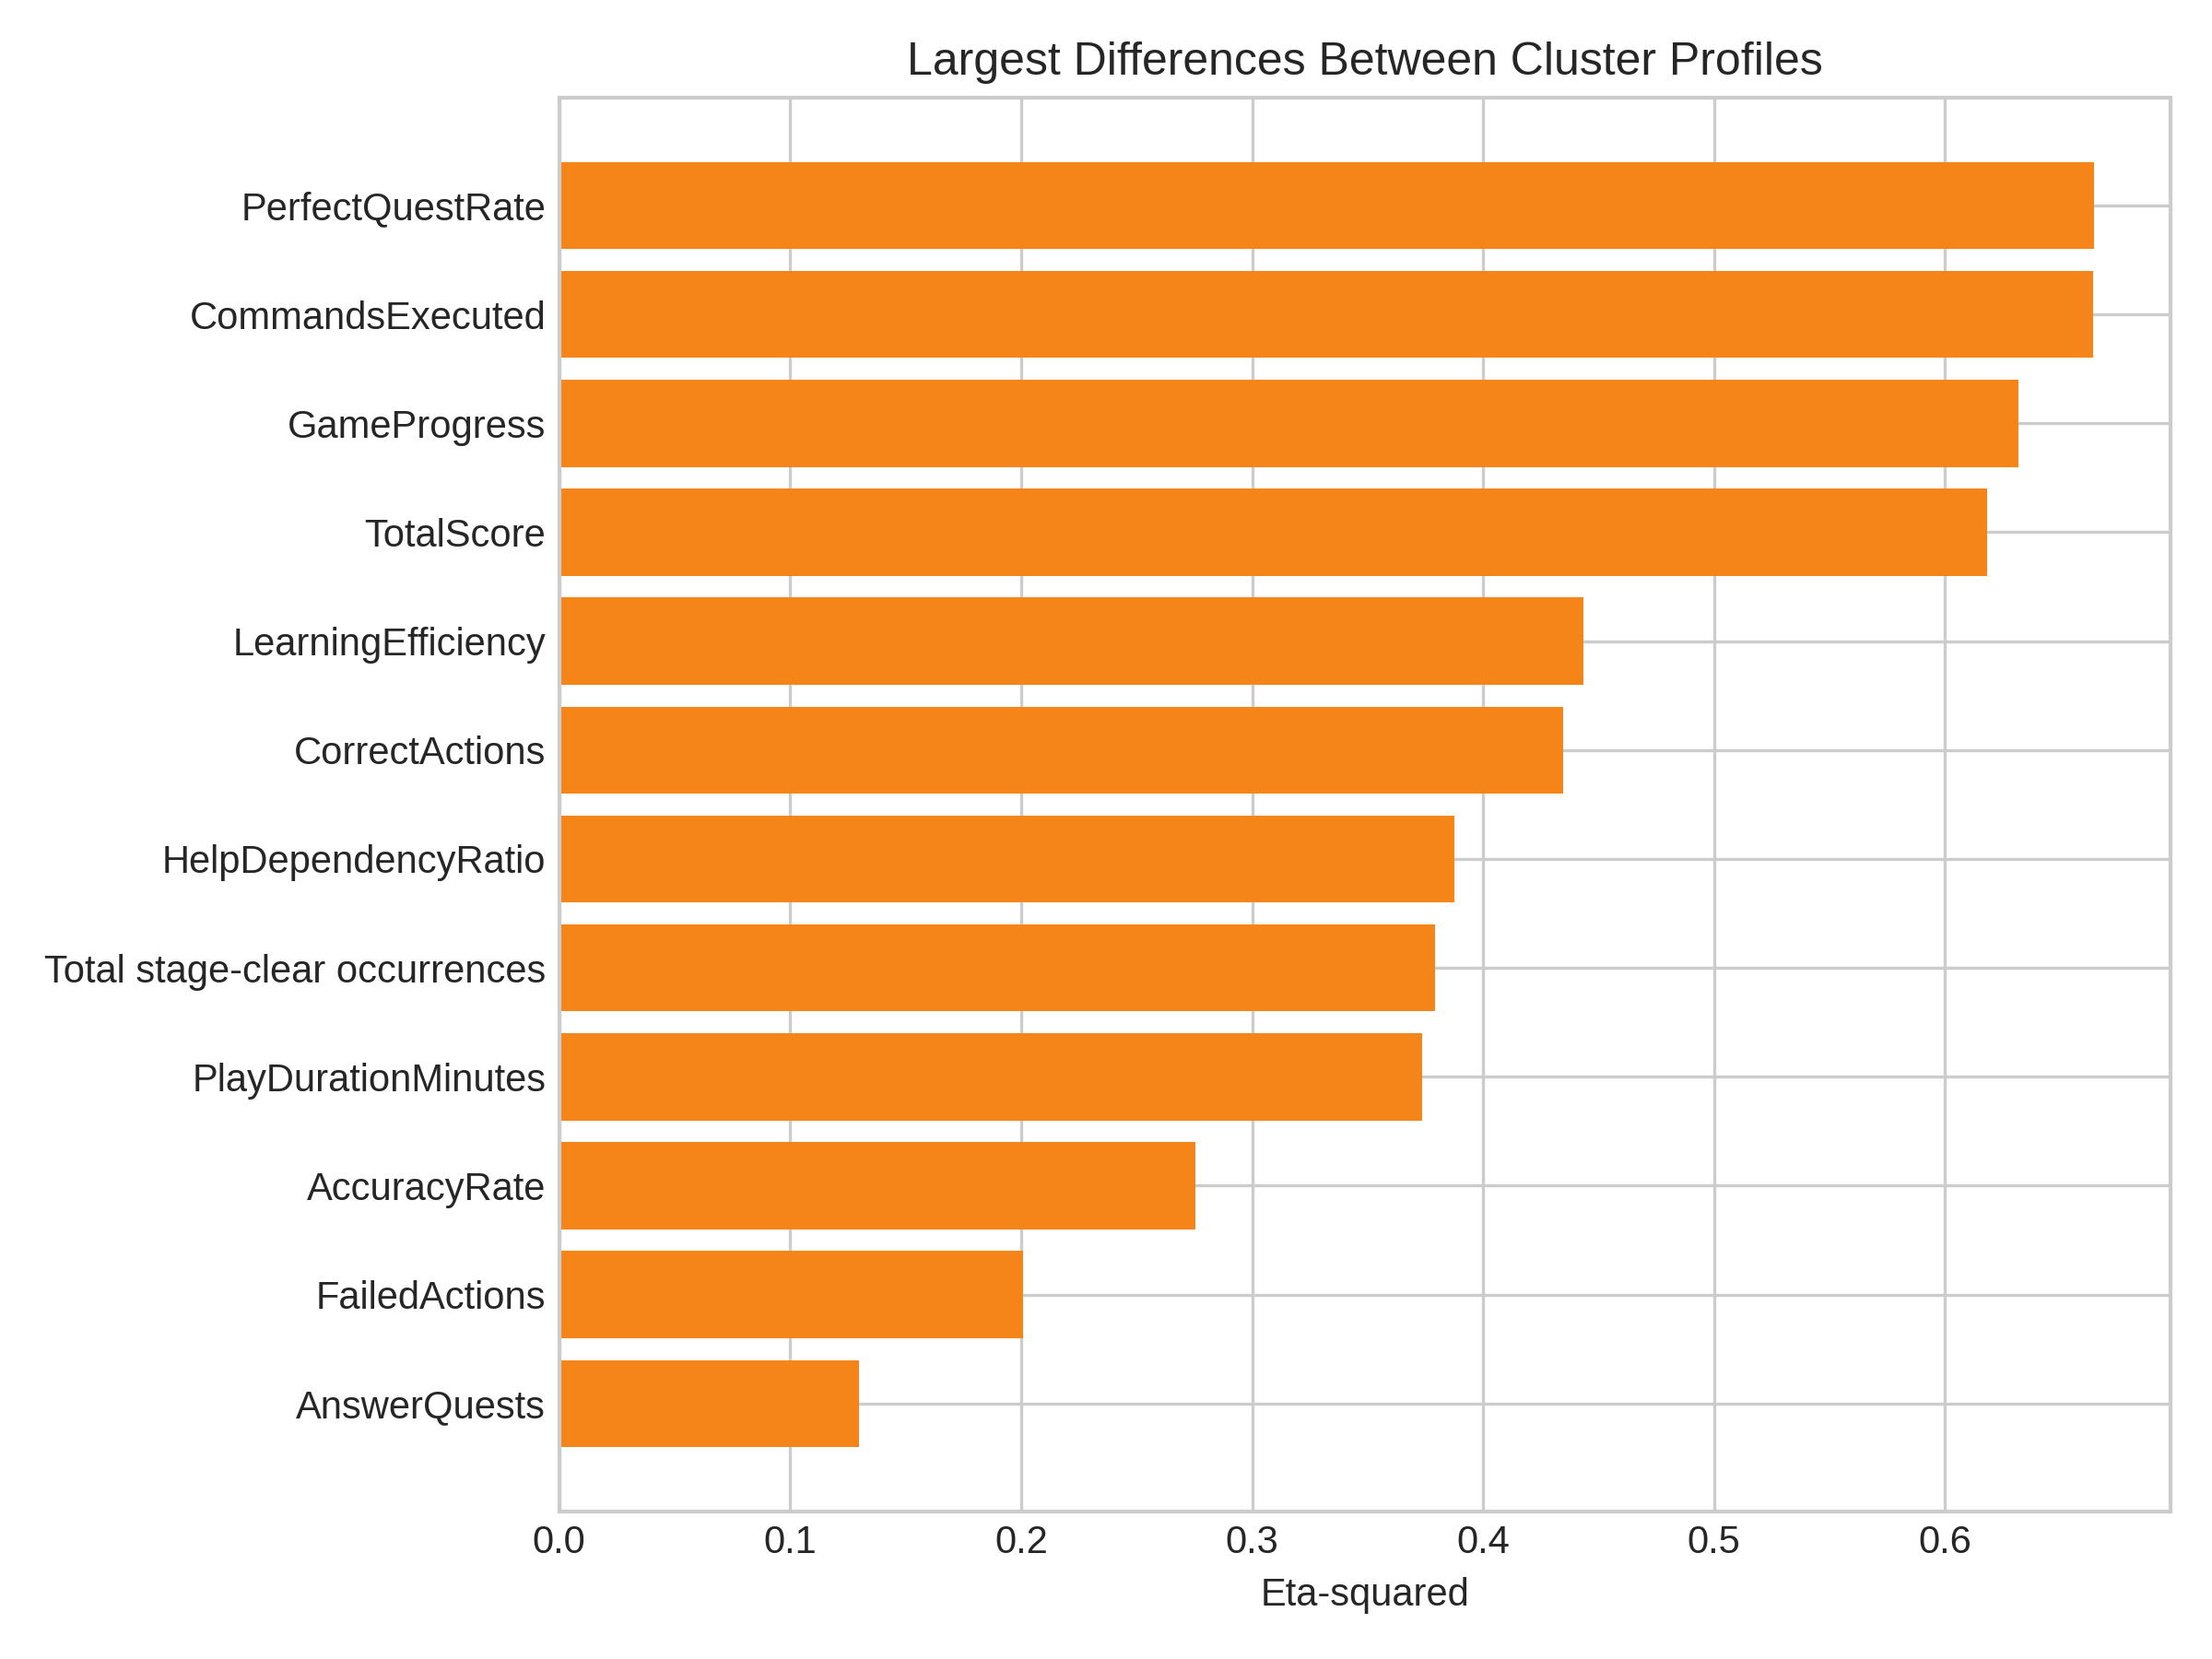 Largest Differences Between Cluster Profiles
PerfectQuestRate
CommandsExecuted
GameProgress
TotalScore
LearningEfficiency
CorrectActions
HelpDependencyRatio
Total stage-clear occurrences
PlayDurationMinutes
AccuracyRate
FailedActions
AnswerQuests
0.0 0.1 0.2 0.3 0.4 0.5 0.6
Eta-squared